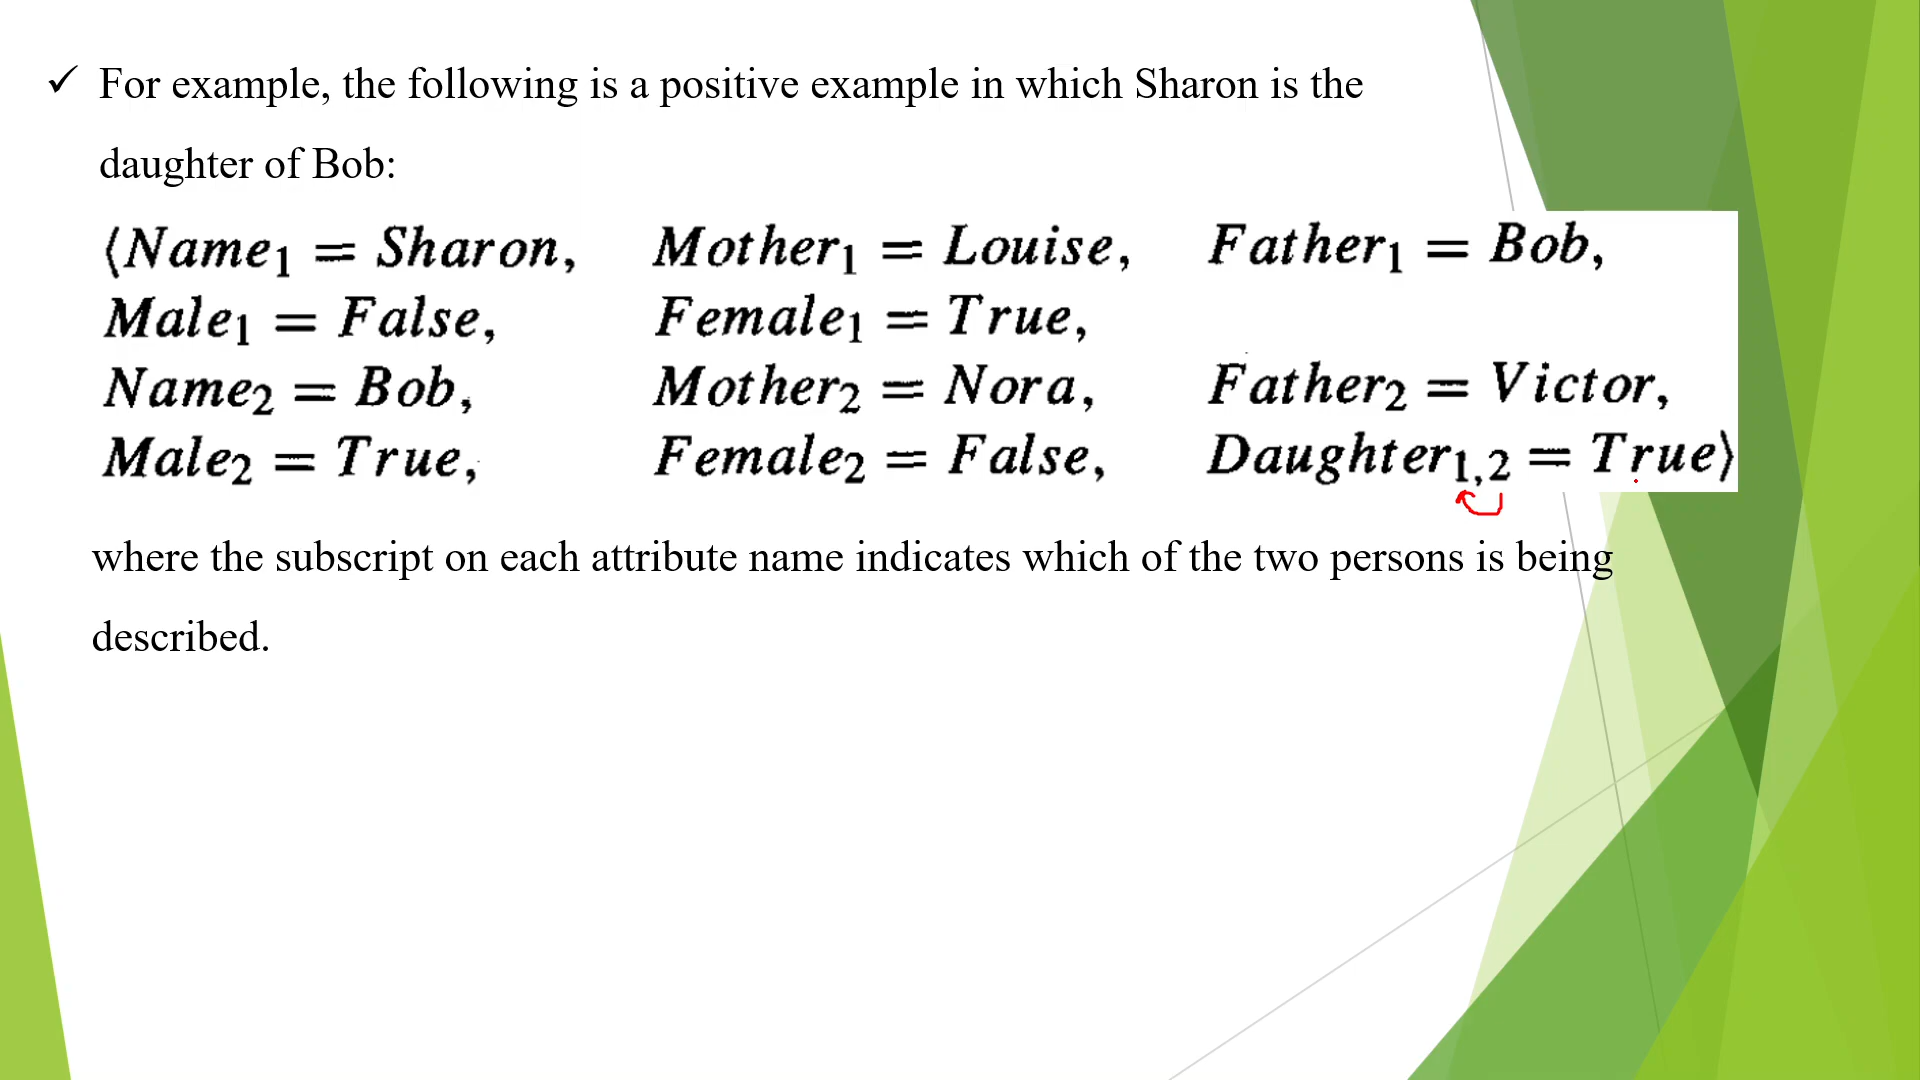 ✓ For example, the following is a positive example in which Sharon is the
daughter of Bob:
⟨Name₁ = Sharon, Mother₁ = Louise, Father₁ = Bob,
Male₁ = False, Female₁ = True,
Name₂ = Bob, Mother₂ = Nora, Father₂ = Victor,
Male₂ = True, Female₂ = False, Daughter₁,₂ = True⟩
where the subscript on each attribute name indicates which of the two persons is being
described.